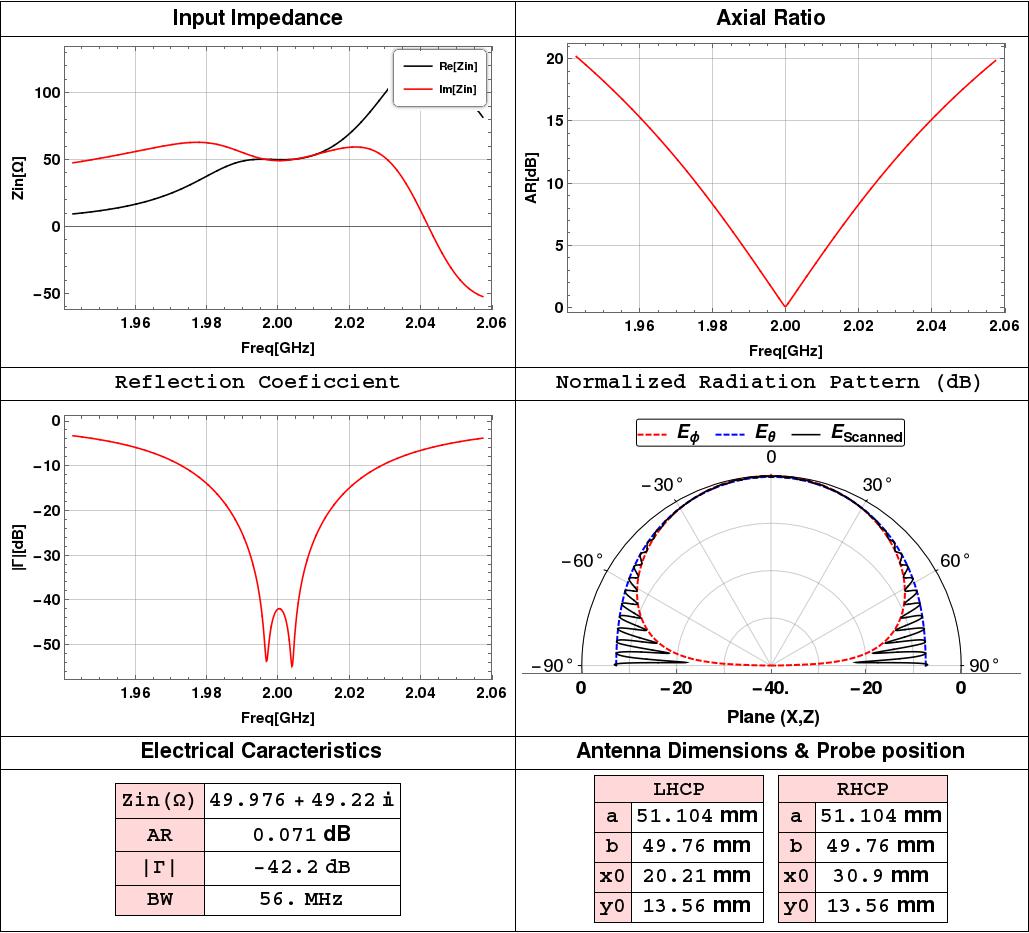 Input Impedance
Axial Ratio
Re[Zin]
Im[Zin]
100
50
0
−50
Zin[Ω]
1.96 1.98 2.00 2.02 2.04 2.06
Freq[GHz]
20
15
10
5
0
AR[dB]
1.96 1.98 2.00 2.02 2.04 2.06
Freq[GHz]
Reflection Coeficcient
Normalized Radiation Pattern (dB)
0
−10
−20
−30
−40
−50
|Γ|[dB]
1.96 1.98 2.00 2.02 2.04 2.06
Freq[GHz]
Eϕ Eθ EScanned
0
−30° 30°
−60° 60°
−90° 90°
0 −20 −40. −20 0
Plane (X,Z)
Electrical Caracteristics
Antenna Dimensions & Probe position
Zin(Ω) 49.976 + 49.22 i
AR 0.071 dB
|Γ| −42.2 dB
BW 56. MHz
LHCP
a 51.104 mm
b 49.76 mm
x0 20.21 mm
y0 13.56 mm
RHCP
a 51.104 mm
b 49.76 mm
x0 30.9 mm
y0 13.56 mm